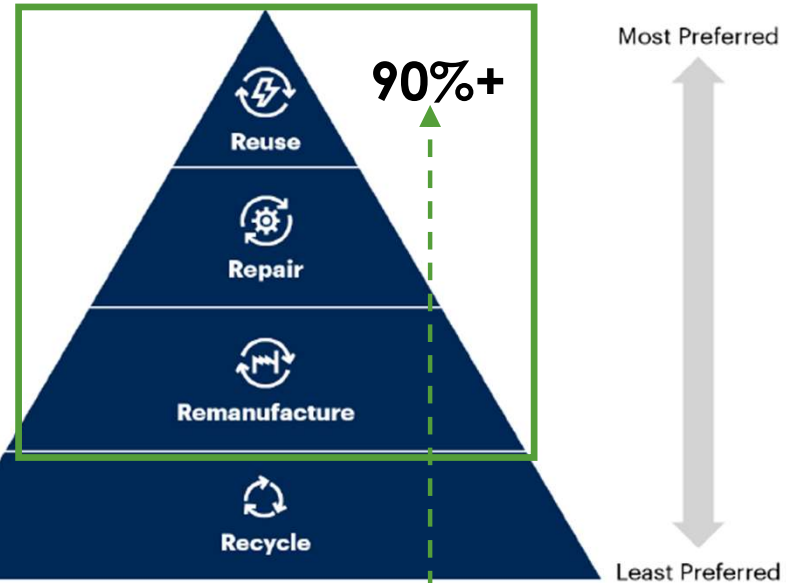 Most Preferred
90%+
Reuse
Repair
Remanufacture
Recycle
Least Preferred